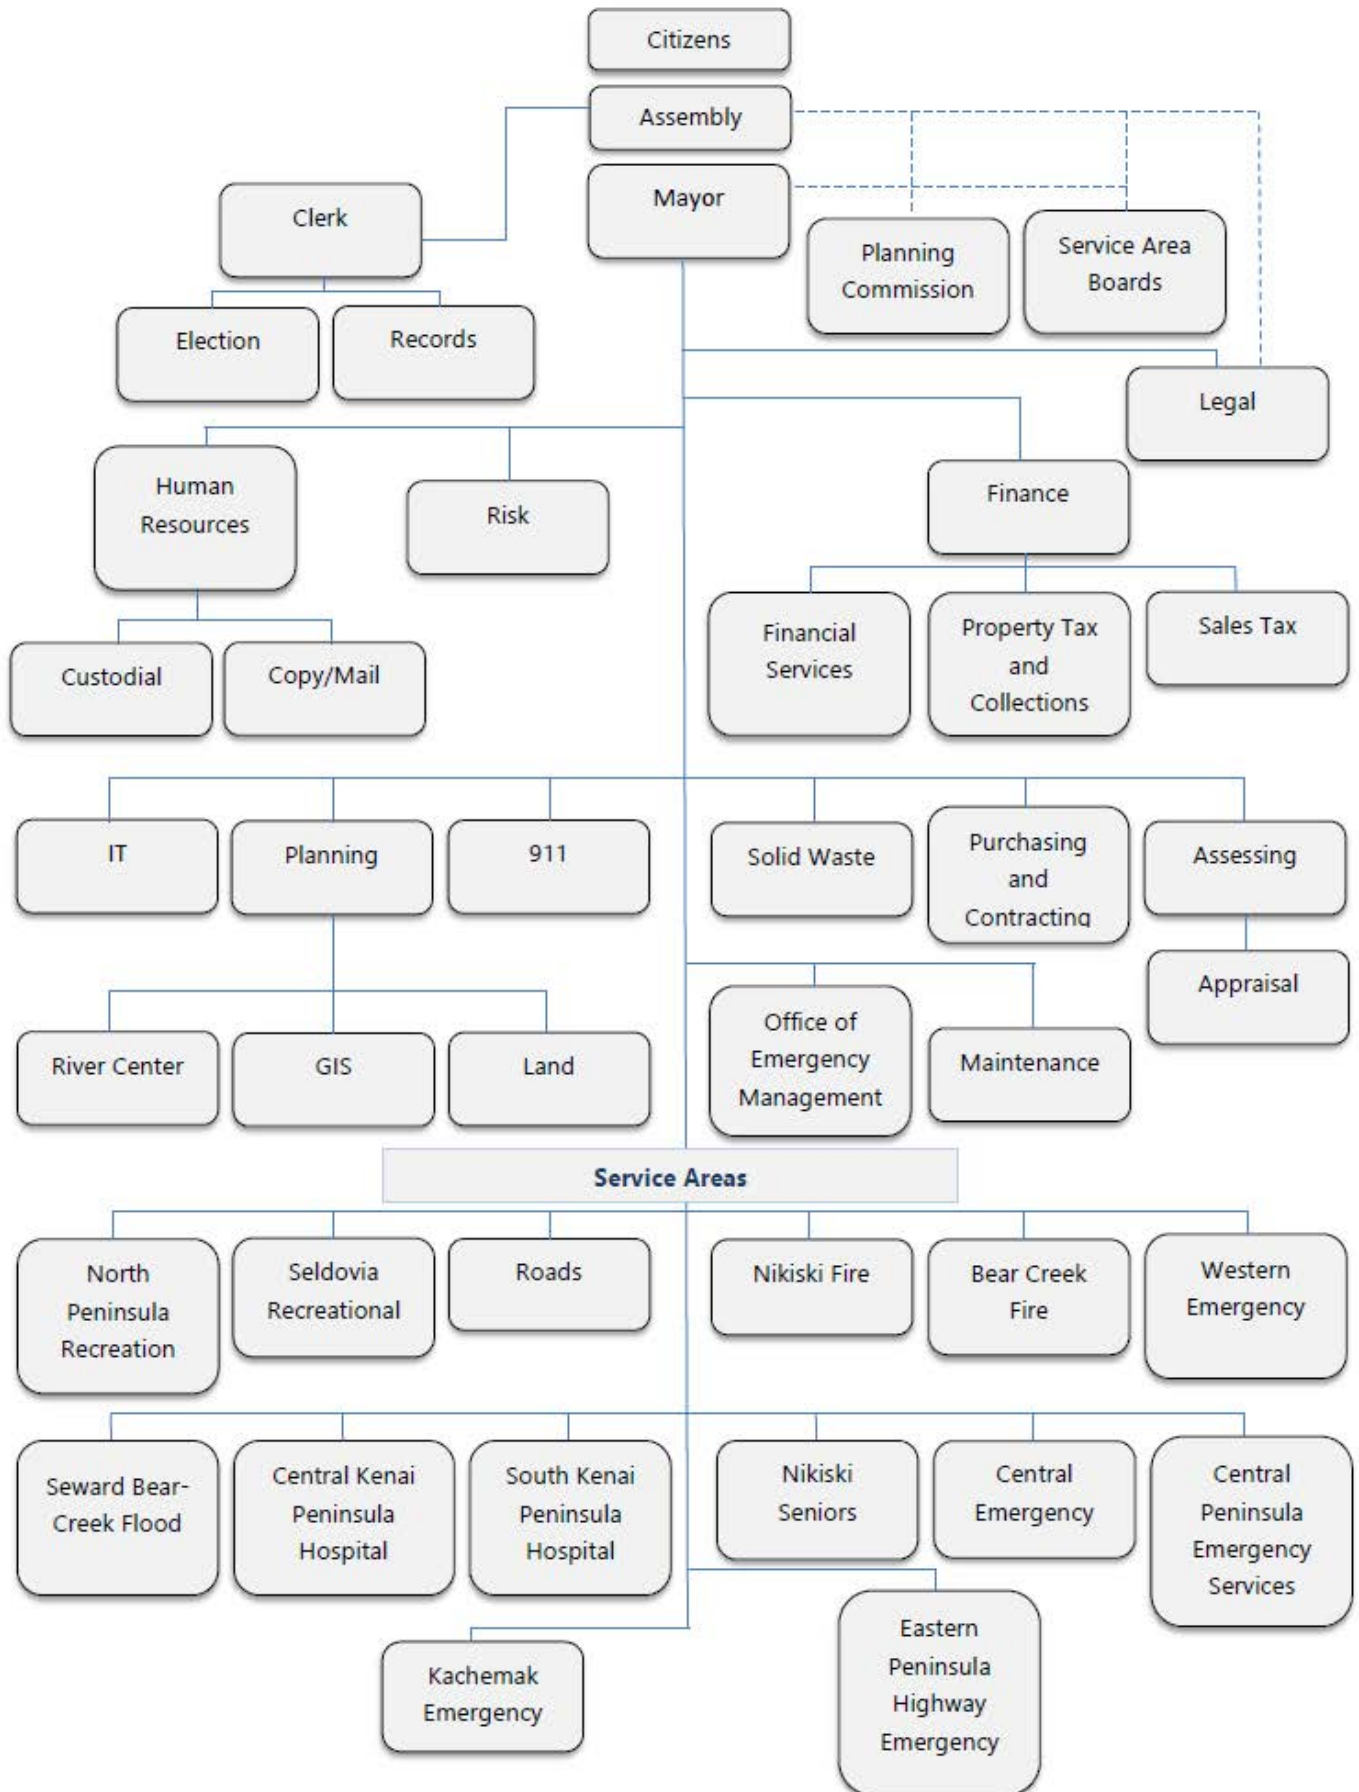 Citizens
Assembly
Mayor
Clerk
Planning
Commission
Service Area
Boards
Election
Records
Legal
Human
Resources
Risk
Finance
Custodial
Copy/Mail
Financial
Services
Property Tax
and
Collections
Sales Tax
IT
Planning
911
Solid Waste
Purchasing
and
Contracting
Assessing
Appraisal
River Center
GIS
Land
Office of
Emergency
Management
Maintenance
Service Areas
North
Peninsula
Recreation
Seldovia
Recreational
Roads
Nikiski Fire
Bear Creek
Fire
Western
Emergency
Seward Bear-
Creek Flood
Central Kenai
Peninsula
Hospital
South Kenai
Peninsula
Hospital
Nikiski
Seniors
Central
Emergency
Central
Peninsula
Emergency
Services
Kachemak
Emergency
Eastern
Peninsula
Highway
Emergency